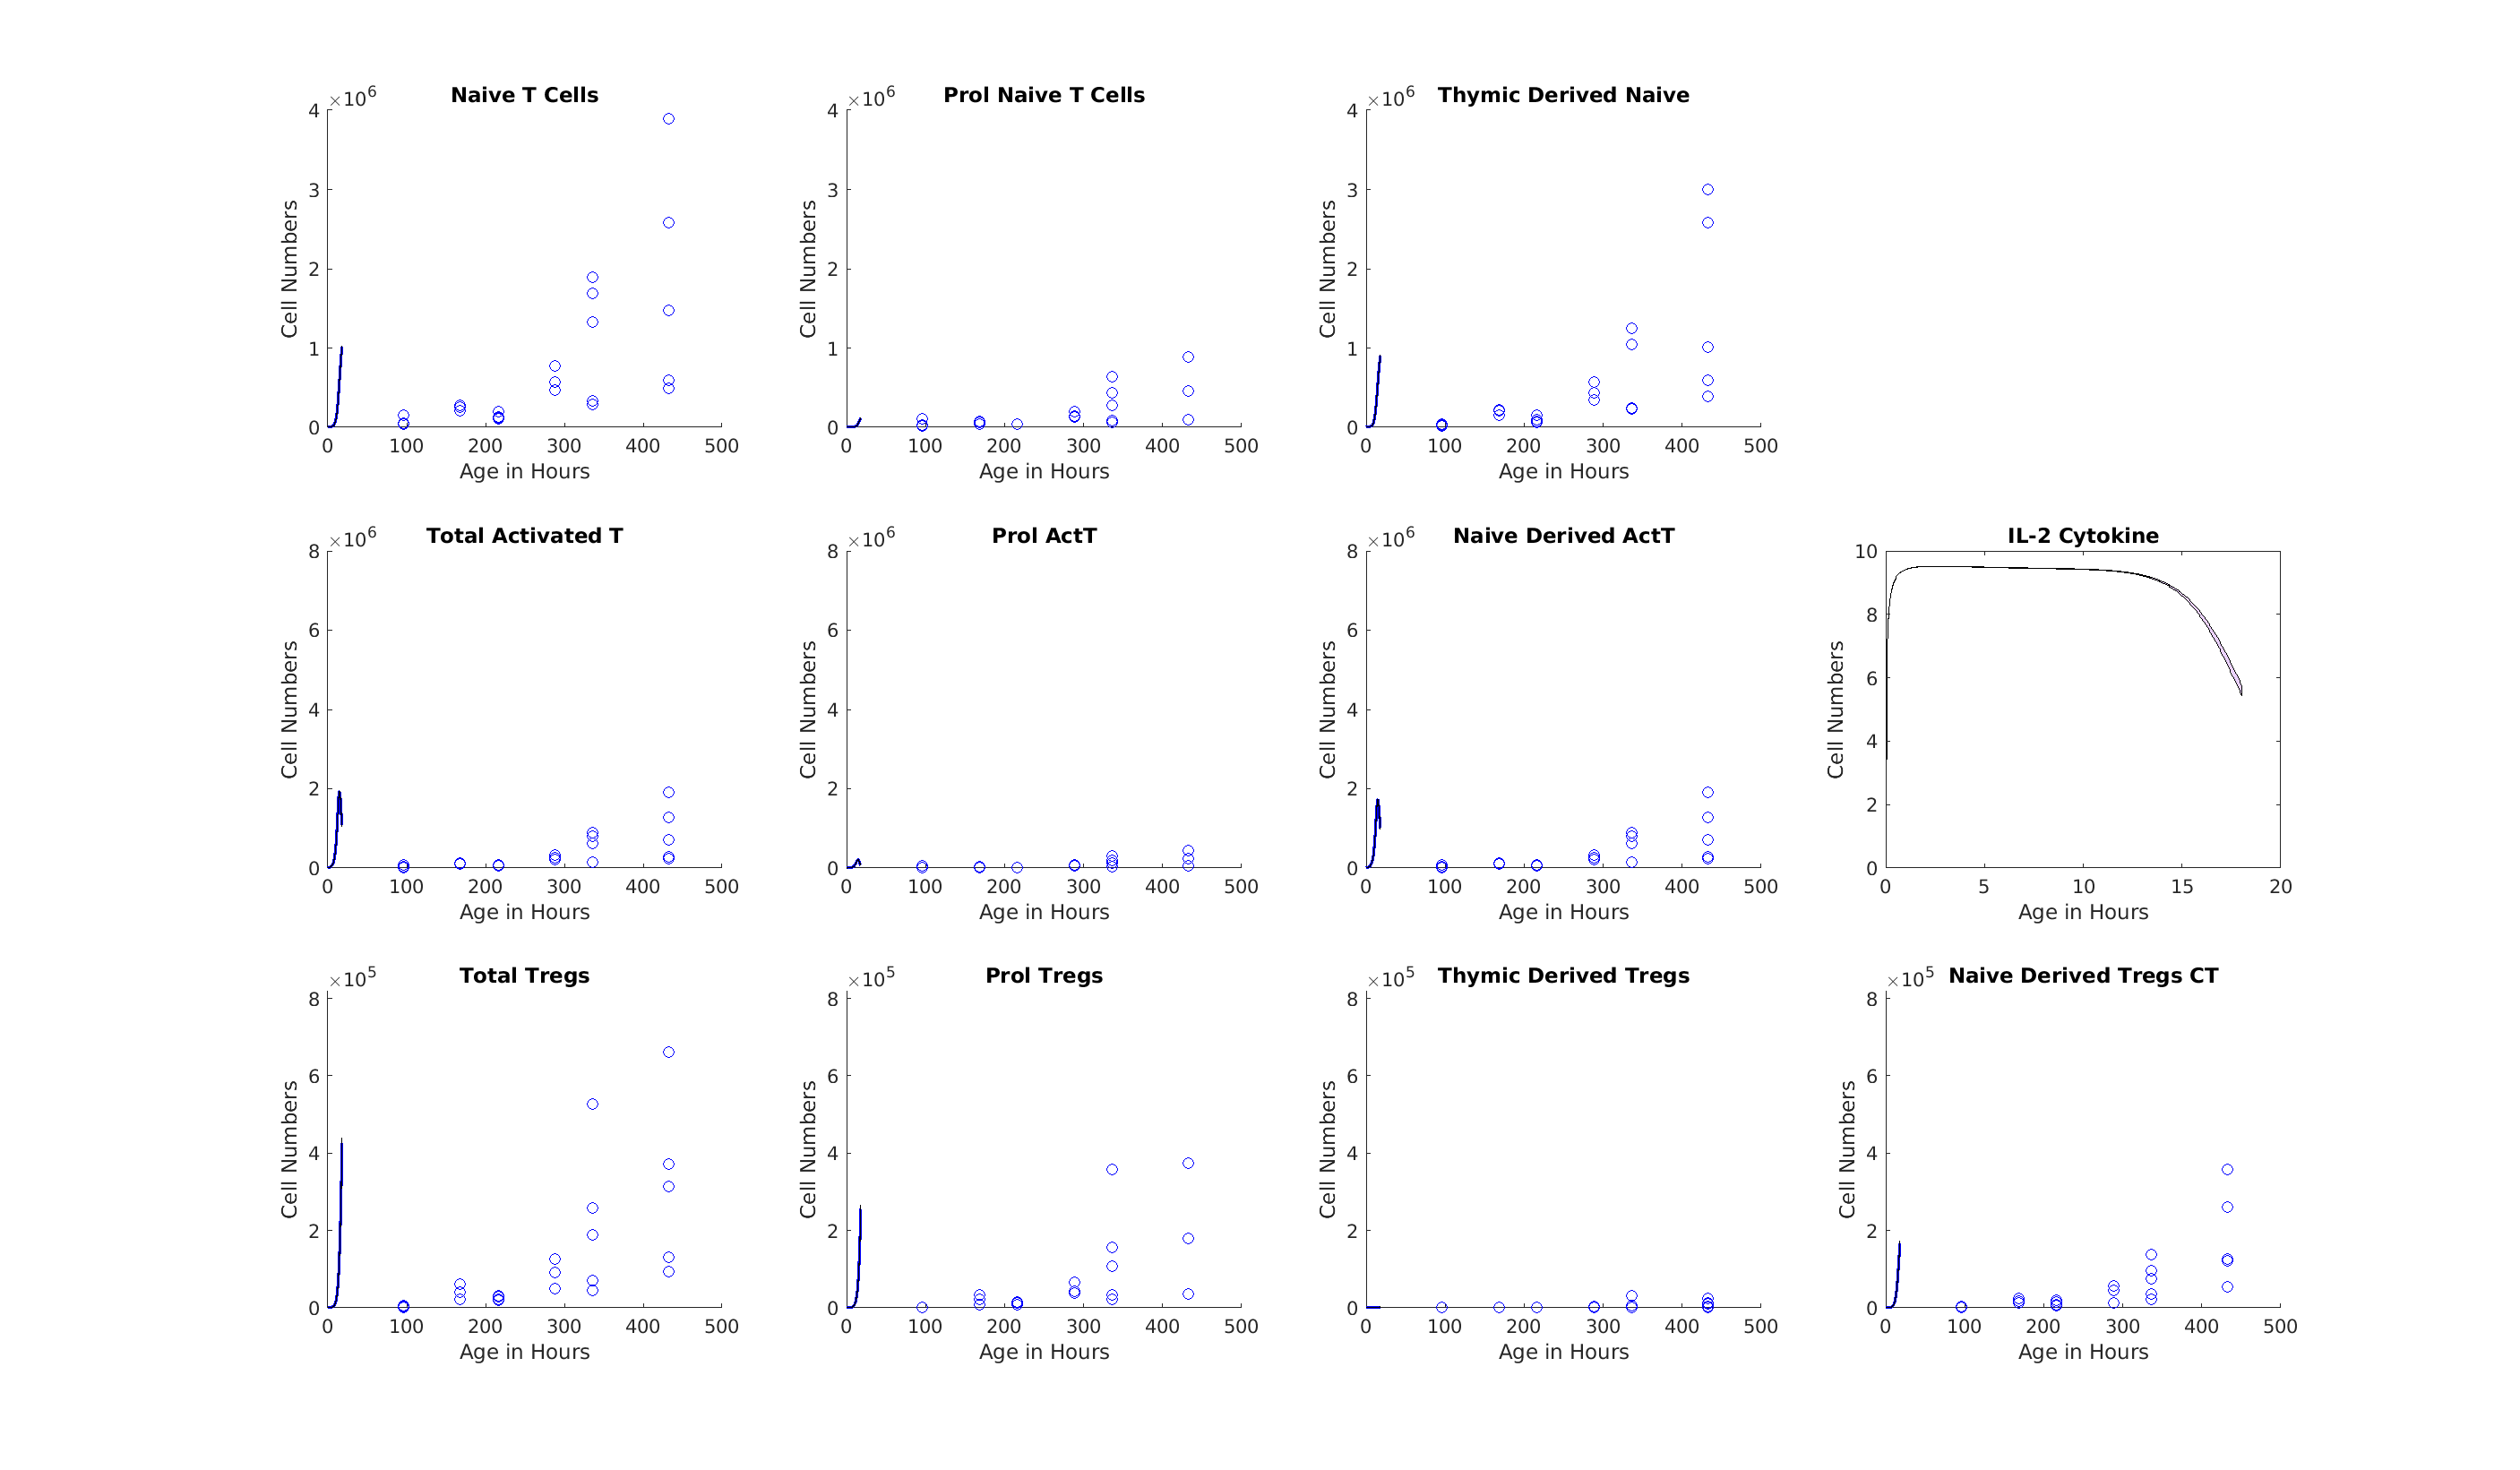 Naive T Cells
×10^6
4
3
2
1
0
Cell Numbers
0 100 200 300 400 500
Age in Hours
Prol Naive T Cells
×10^6
4
3
2
1
0
Cell Numbers
0 100 200 300 400 500
Age in Hours
Thymic Derived Naive
×10^6
4
3
2
1
0
Cell Numbers
0 100 200 300 400 500
Age in Hours
Total Activated T
×10^6
8
6
4
2
0
Cell Numbers
0 100 200 300 400 500
Age in Hours
Prol ActT
×10^6
8
6
4
2
0
Cell Numbers
0 100 200 300 400 500
Age in Hours
Naive Derived ActT
×10^6
8
6
4
2
0
Cell Numbers
0 100 200 300 400 500
Age in Hours
IL-2 Cytokine
10
8
6
4
2
0
Cell Numbers
0 5 10 15 20
Age in Hours
Total Tregs
×10^5
8
6
4
2
0
Cell Numbers
0 100 200 300 400 500
Age in Hours
Prol Tregs
×10^5
8
6
4
2
0
Cell Numbers
0 100 200 300 400 500
Age in Hours
Thymic Derived Tregs
×10^5
8
6
4
2
0
Cell Numbers
0 100 200 300 400 500
Age in Hours
Naive Derived Tregs CT
×10^5
8
6
4
2
0
Cell Numbers
0 100 200 300 400 500
Age in Hours